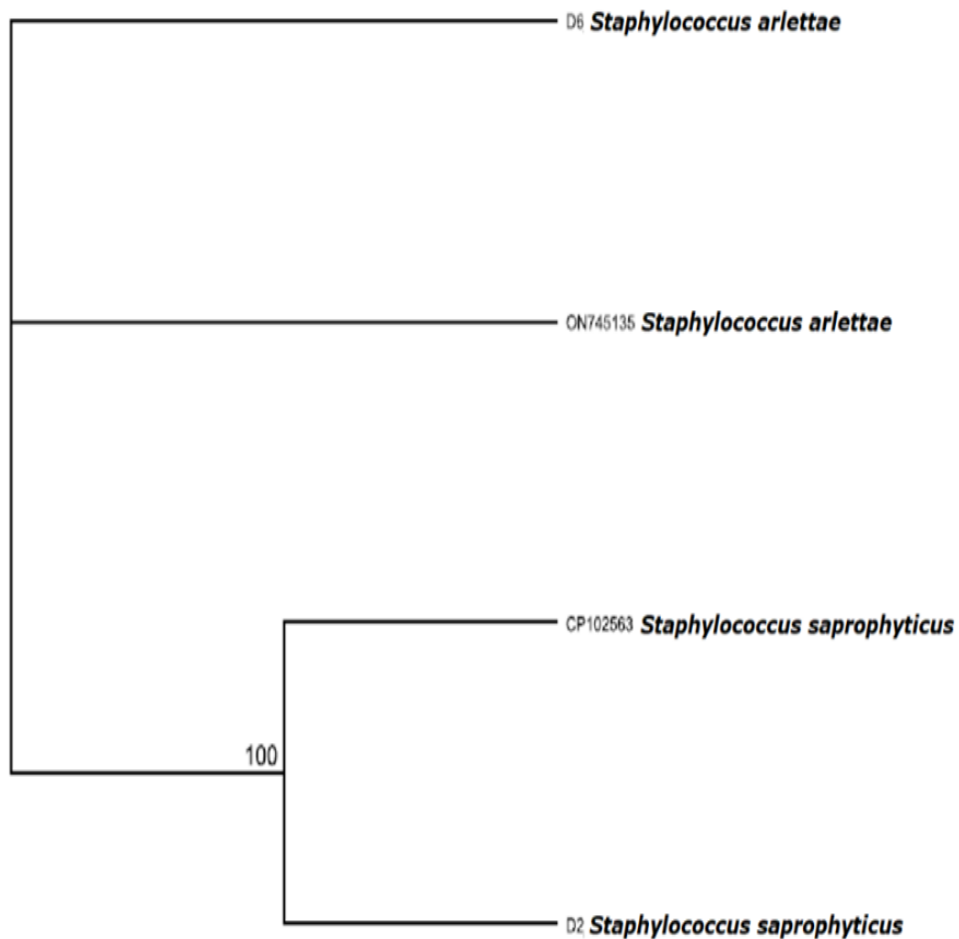 D6 Staphylococcus arlettae
ON745135 Staphylococcus arlettae
CP102563 Staphylococcus saprophyticus
100
D2 Staphylococcus saprophyticus